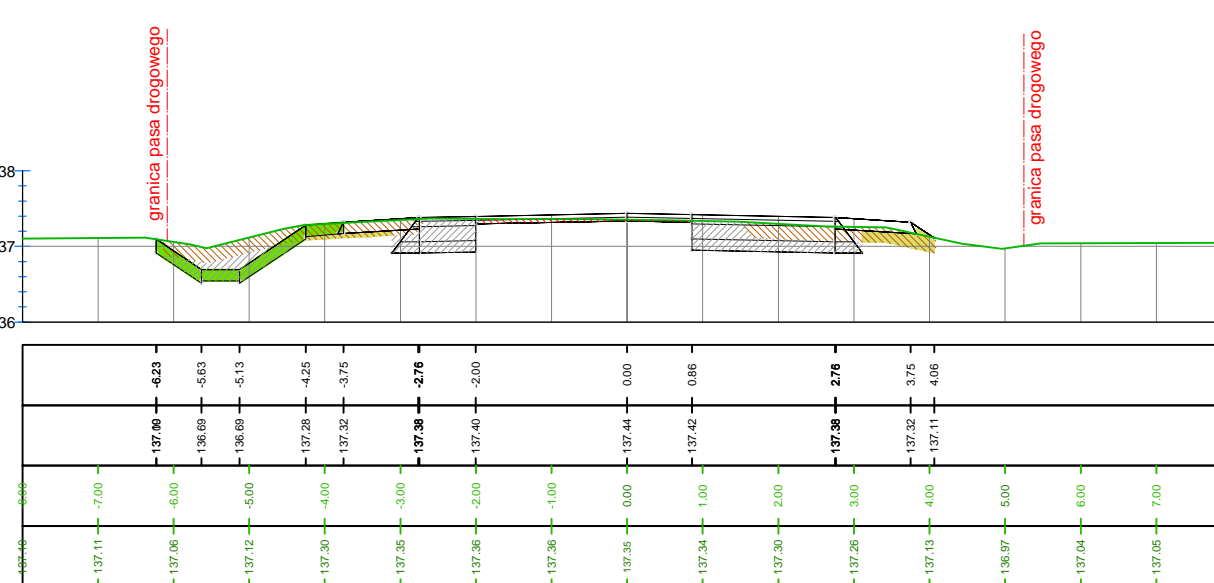 granica pasa drogowego
granica pasa drogowego
38
37
36
-6.23 -5.63 -5.13 -4.25 -3.75 -2.76 -2.00 0.00 0.86 2.76 3.75 4.06
137.09 136.69 136.69 137.28 137.32 137.38 137.40 137.44 137.42 137.38 137.32 137.11
-8.00 -7.00 -6.00 -5.00 -4.00 -3.00 -2.00 -1.00 0.00 1.00 2.00 3.00 4.00 5.00 6.00 7.00
137.10 137.11 137.06 137.12 137.30 137.35 137.36 137.36 137.35 137.34 137.30 137.26 137.13 136.97 137.04 137.05